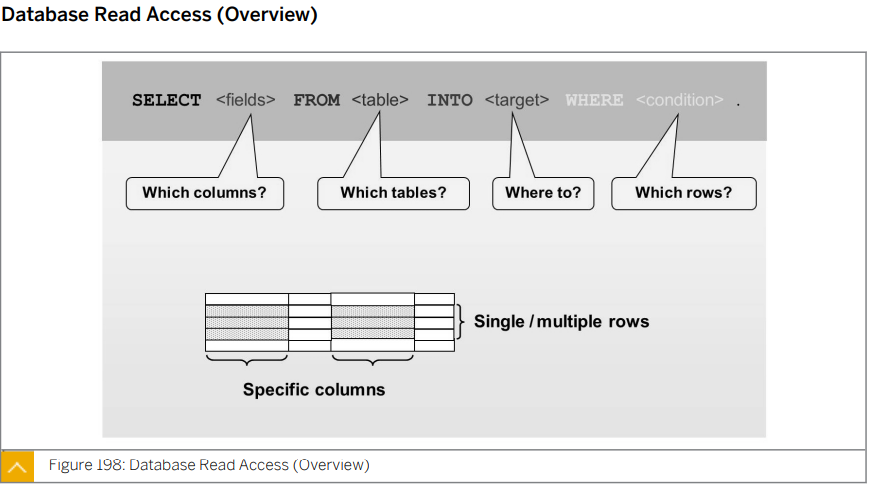 Database Read Access (Overview)
SELECT <fields> FROM <table> INTO <target> WHERE <condition> .
Which columns? Which tables? Where to? Which rows?
Single / multiple rows
Specific columns
Figure 198: Database Read Access (Overview)